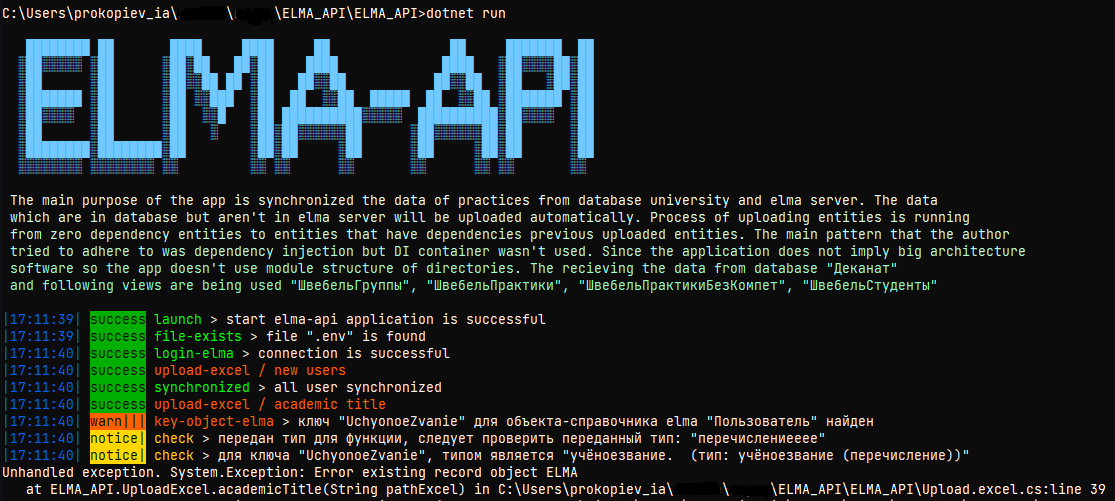 C:\Users\prokopiev_ia\ \ \ELMA_API\ELMA_API>dotnet run
ELMA-API
The main purpose of the app is synchronized the data of practices from database university and elma server. The data
which are in database but aren't in elma server will be uploaded automatically. Process of uploading entities is running
from zero dependency entities to entities that have dependencies previous uploaded entities. The main pattern that the author
tried to adhere to was dependency injection but DI container wasn't used. Since the application does not imply big architecture
software so the app doesn't use module structure of directories. The recieving the data from database "Деканат"
and following views are being used "ШвебельГруппы", "ШвебельПрактики", "ШвебельПрактикиБезКомпет", "ШвебельСтуденты"
|17:11:39| success launch > start elma-api application is successful
|17:11:39| success file-exists > file ".env" is found
|17:11:40| success login-elma > connection is successful
|17:11:40| success upload-excel / new users
|17:11:40| success synchronized > all user synchronized
|17:11:40| success upload-excel / academic title
|17:11:40| warn||| key-object-elma > ключ "UchyonoeZvanie" для объекта-справочника elma "Пользователь" найден
|17:11:40| notice| check > передан тип для функции, следует проверить переданный тип: "перечислениееее"
|17:11:40| notice| check > для ключа "UchyonoeZvanie", типом является "учёноезвание.  (тип: учёноезвание (перечисление))"
Unhandled exception. System.Exception: Error existing record object ELMA
at ELMA_API.UploadExcel.academicTitle(String pathExcel) in C:\Users\prokopiev_ia\ \ \ELMA_API\ELMA_API\Upload.excel.cs:line 39